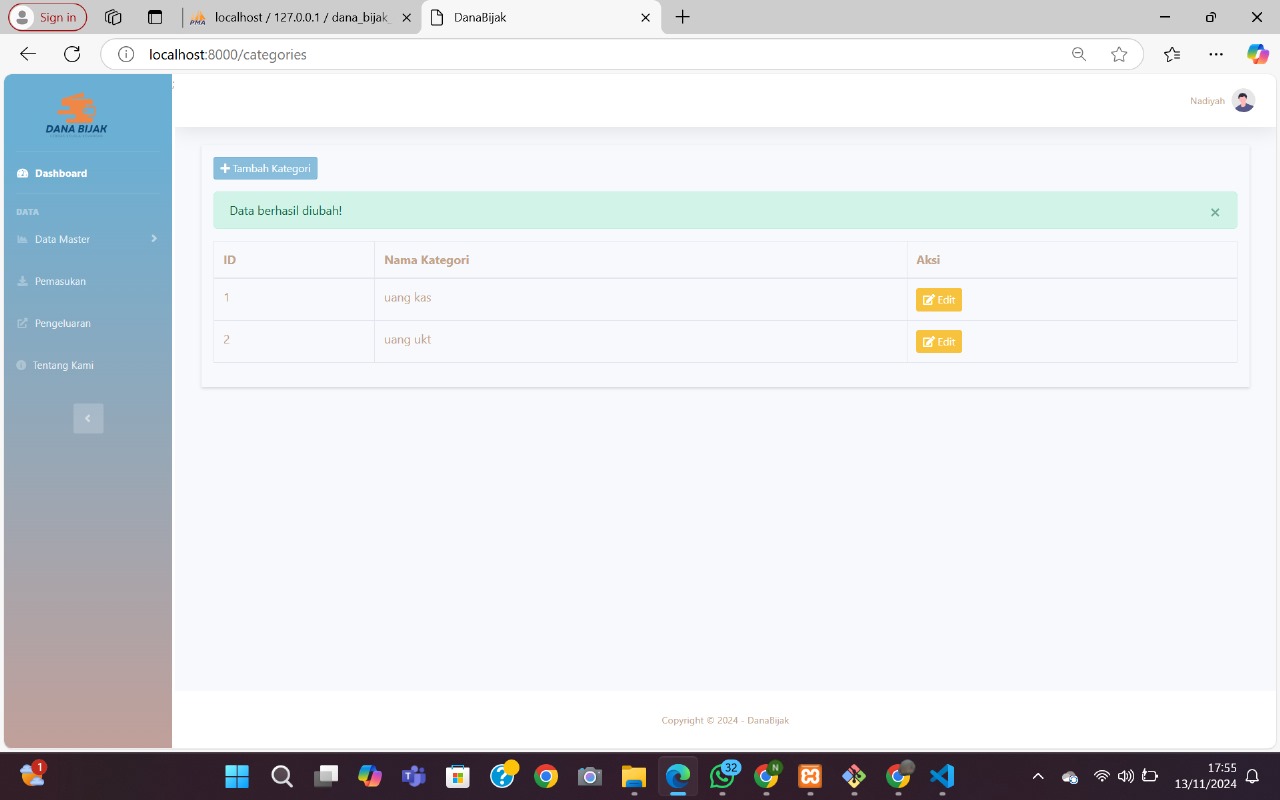 Sign in
PMA
localhost / 127.0.0.1 / dana_bijak_
DanaBijak
localhost:8000/categories
DANA BIJAK
Nadiyah
Dashboard
DATA
Data Master
Pemasukan
Pengeluaran
Tentang Kami
Tambah Kategori
Data berhasil diubah!
ID Nama Kategori Aksi
1 uang kas Edit
2 uang ukt Edit
Copyright © 2024 - DanaBijak
1
32
N
17:55
13/11/2024